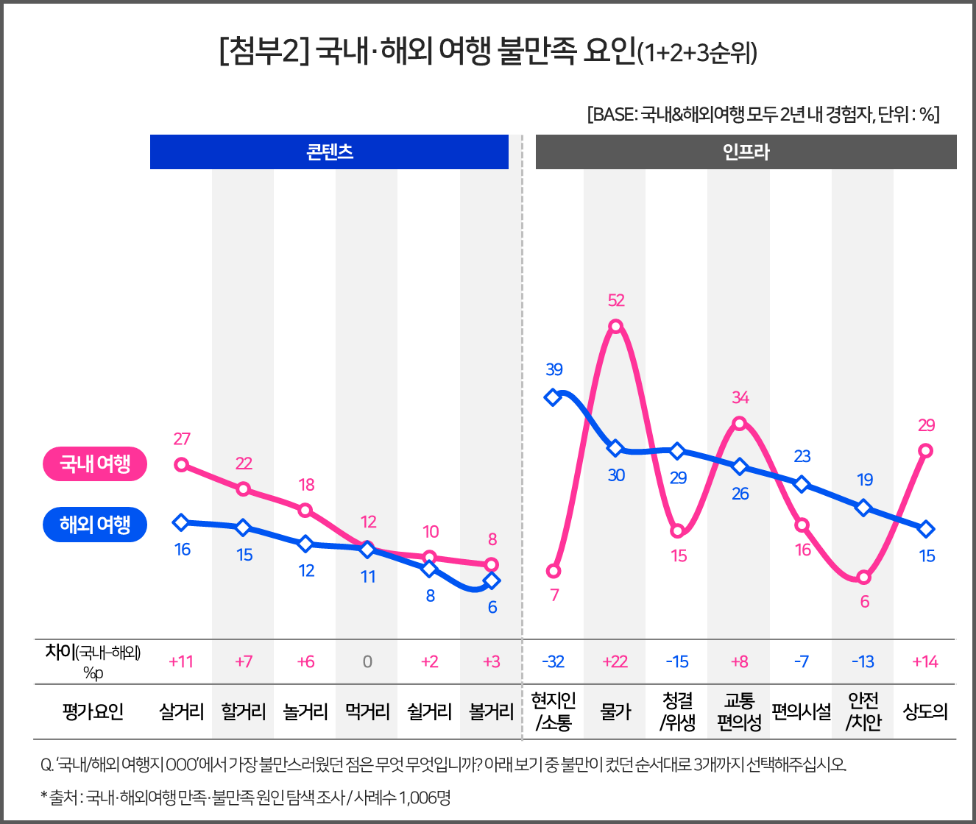 [첨부2] 국내·해외 여행 불만족 요인(1+2+3순위)
[BASE: 국내&해외여행 모두 2년 내 경험자, 단위 : %]
콘텐츠 인프라
52
39
34
27 29
국내 여행 22 23
18 30 29 26 19
해외 여행 12 10 8
16 15 12 11 8 6 7 15 16 6 15
차이(국내-해외) %p +11 +7 +6 0 +2 +3 -32 +22 -15 +8 -7 -13 +14
평가요인 살거리 할거리 놀거리 먹거리 쉴거리 볼거리 현지인/소통 물가 청결/위생 교통편의성 편의시설 안전/치안 상도의
Q. '국내/해외 여행지 OOO'에서 가장 불만스러웠던 점은 무엇 무엇입니까? 아래 보기 중 불만이 컸던 순서대로 3개까지 선택해주십시오.
* 출처 : 국내·해외여행 만족·불만족 원인 탐색 조사 / 사례수 1,006명